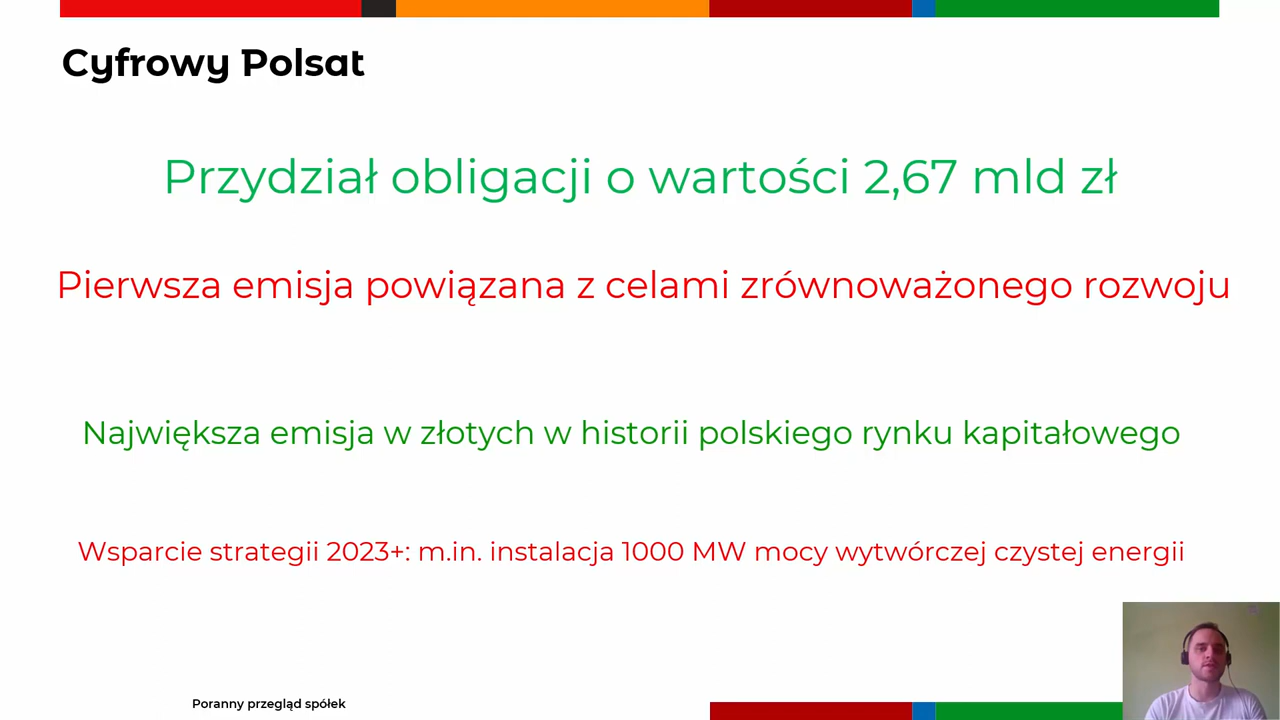 Cyfrowy Polsat
Przydział obligacji o wartości 2,67 mld zł
Pierwsza emisja powiązana z celami zrównoważonego rozwoju
Największa emisja w złotych w historii polskiego rynku kapitałowego
Wsparcie strategii 2023+: m.in. instalacja 1000 MW mocy wytwórczej czystej energii
Poranny przegląd spółek